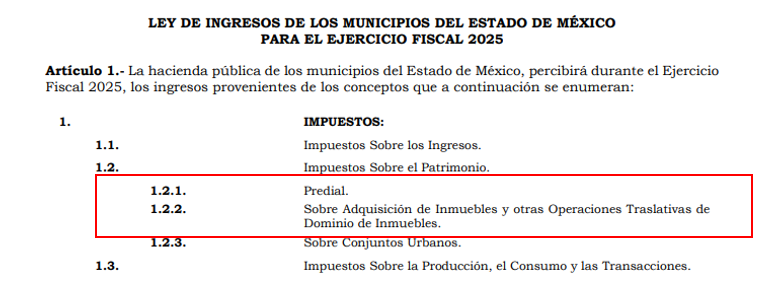 LEY DE INGRESOS DE LOS MUNICIPIOS DEL ESTADO DE MÉXICO
PARA EL EJERCICIO FISCAL 2025
Artículo 1.- La hacienda pública de los municipios del Estado de México, percibirá durante el Ejercicio
Fiscal 2025, los ingresos provenientes de los conceptos que a continuación se enumeran:
1. IMPUESTOS:
1.1. Impuestos Sobre los Ingresos.
1.2. Impuestos Sobre el Patrimonio.
1.2.1. Predial.
1.2.2. Sobre Adquisición de Inmuebles y otras Operaciones Traslativas de
Dominio de Inmuebles.
1.2.3. Sobre Conjuntos Urbanos.
1.3. Impuestos Sobre la Producción, el Consumo y las Transacciones.